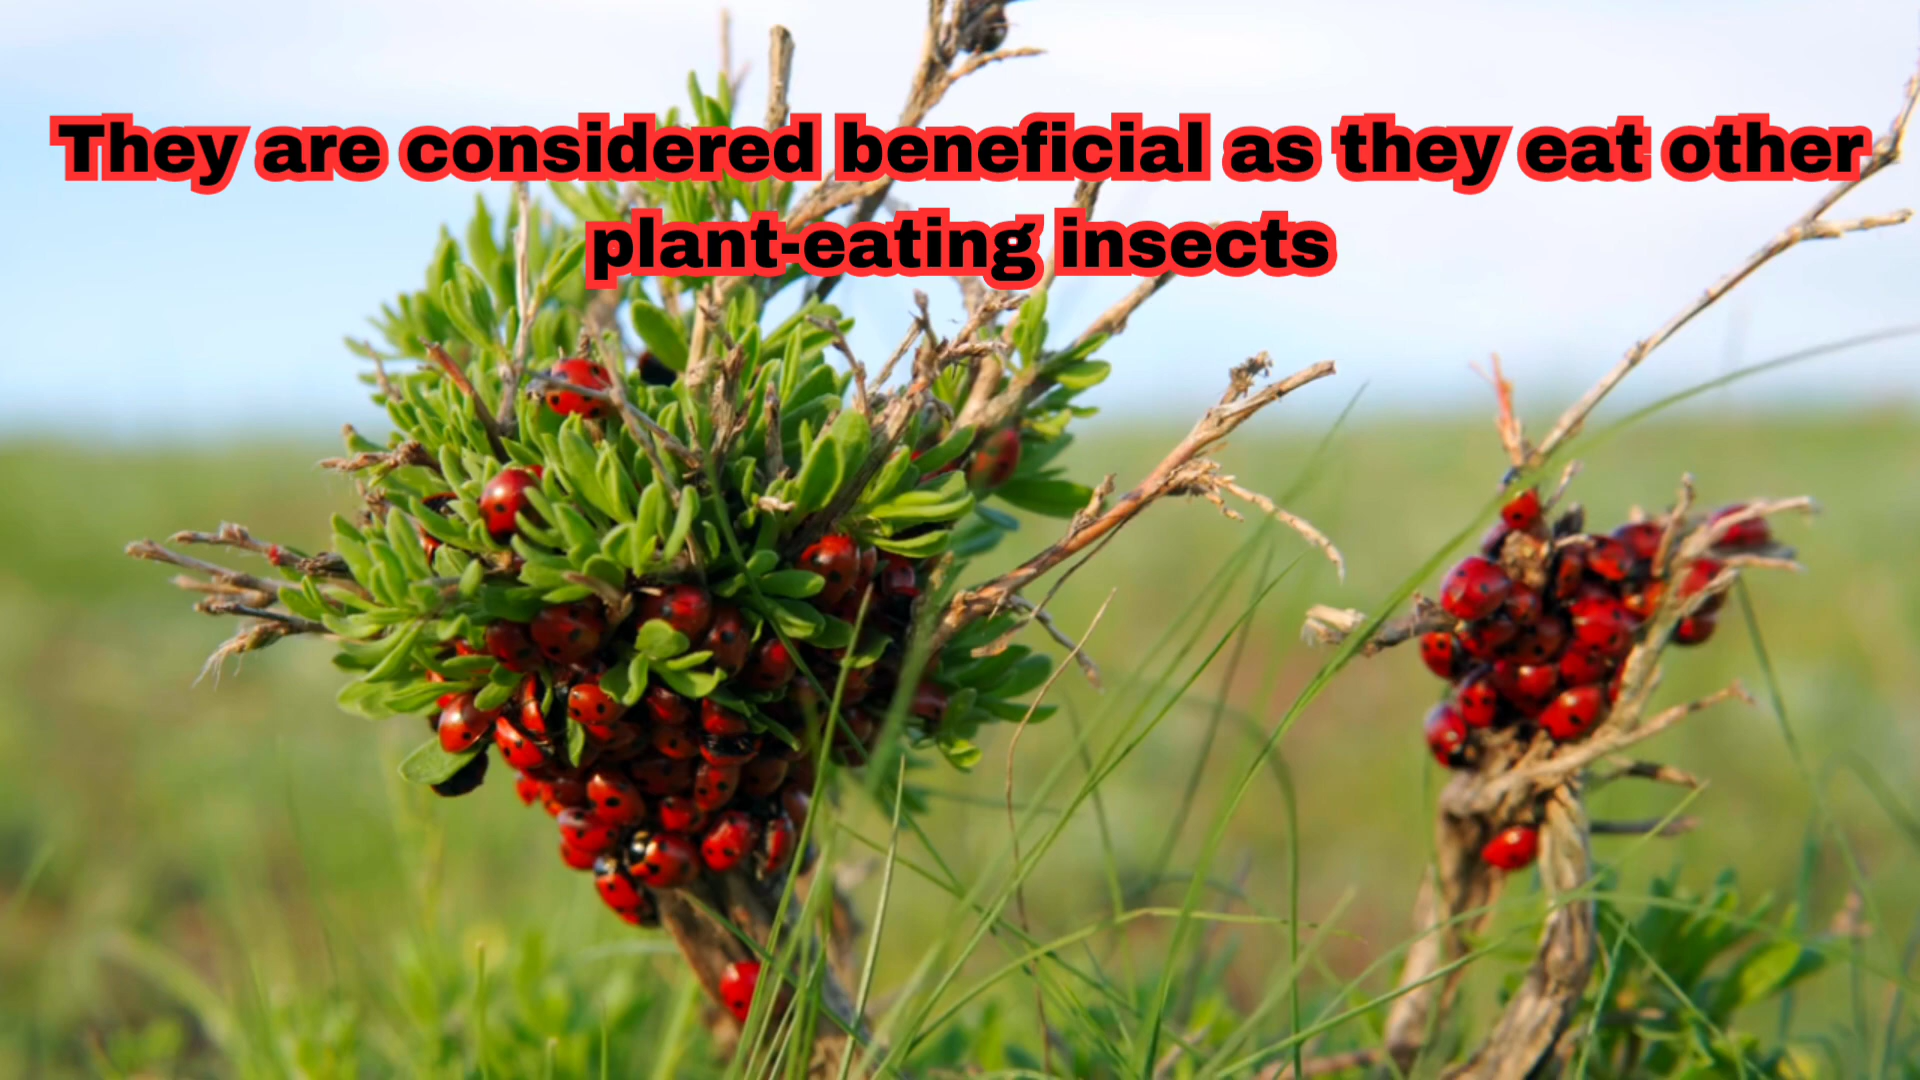 They are considered beneficial as they eat other
plant-eating insects